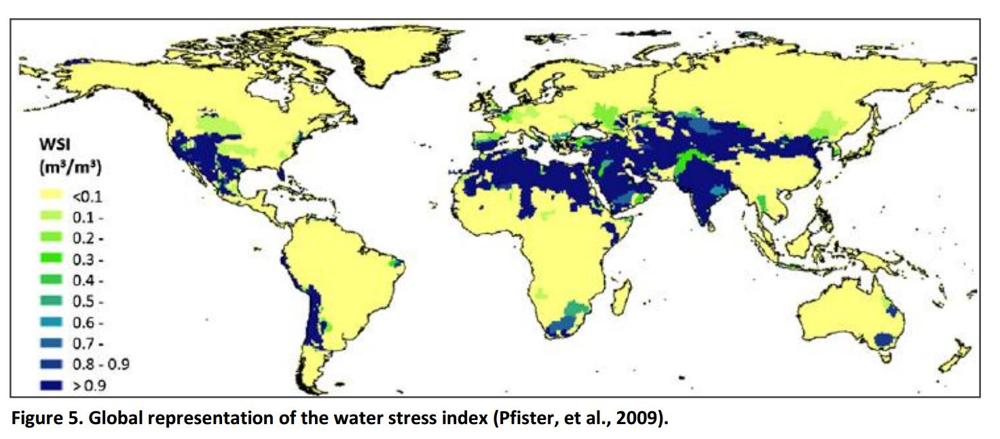 WSI
(m³/m³)
<0.1
0.1 -
0.2 -
0.3 -
0.4 -
0.5 -
0.6 -
0.7 -
0.8 - 0.9
>0.9
Figure 5. Global representation of the water stress index (Pfister, et al., 2009).